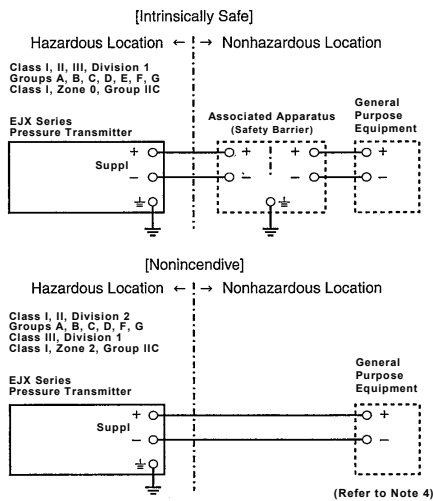 [Intrinsically Safe]
Hazardous Location ← → Nonhazardous Location
Class I, II, III, Division 1
Groups A, B, C, D, E, F, G
Class I, Zone 0, Group IIC
EJX Series
Pressure Transmitter
Associated Apparatus
(Safety Barrier)
General
Purpose
Equipment
Suppl
+ + + +
− − − −
[Nonincendive]
Hazardous Location ← → Nonhazardous Location
Class I, II, Division 2
Groups A, B, C, D, F, G
Class III, Division 1
Class I, Zone 2, Group IIC
EJX Series
Pressure Transmitter
General
Purpose
Equipment
Suppl
+ +
− −
(Refer to Note 4)